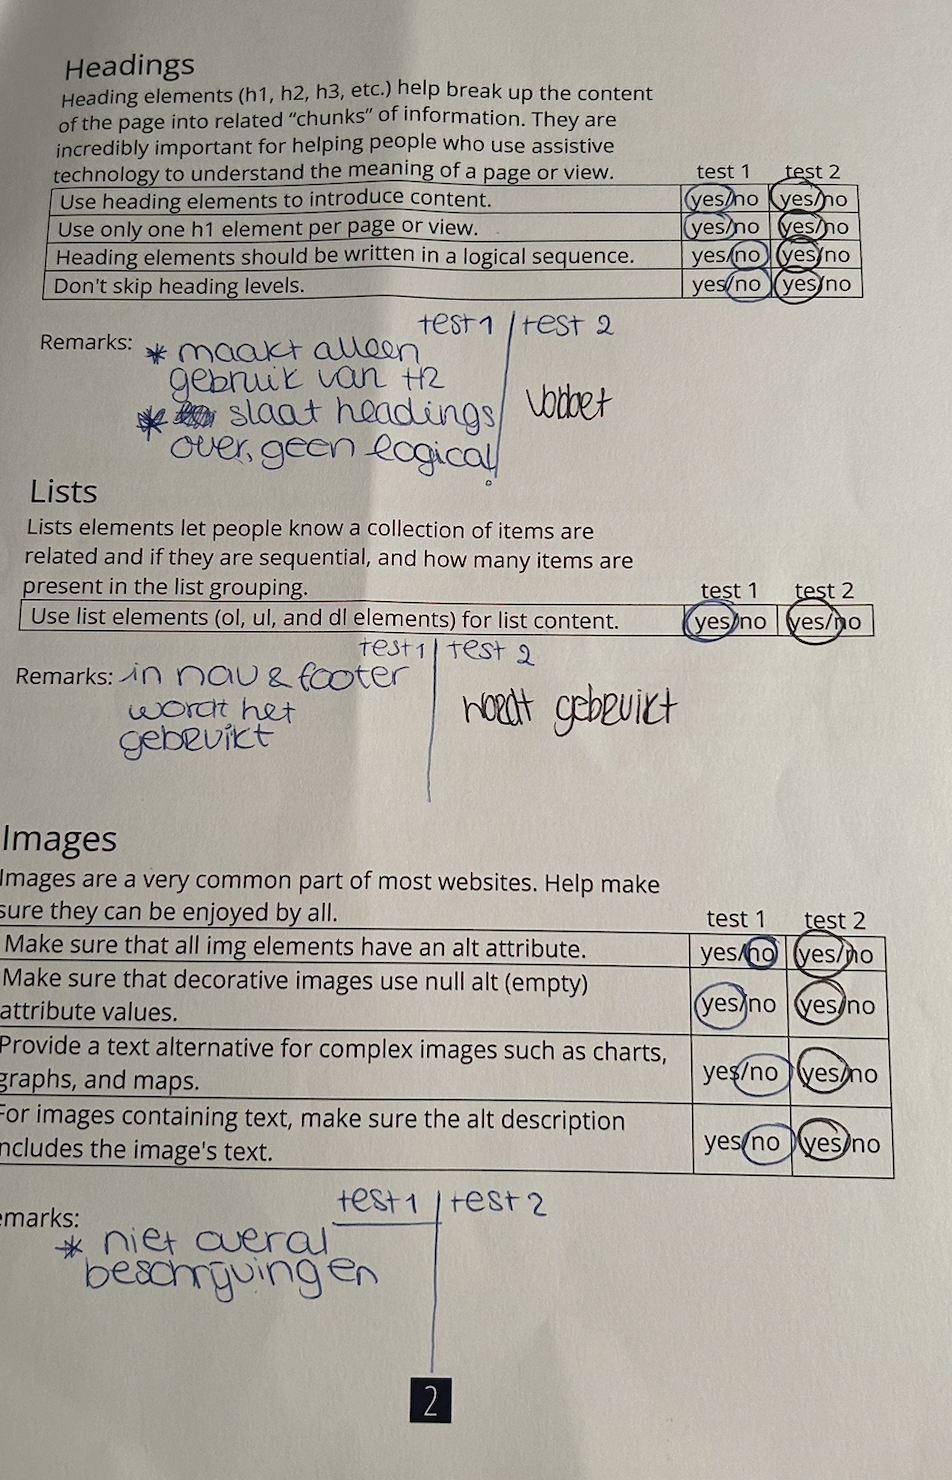 Headings
Heading elements (h1, h2, h3, etc.) help break up the content
of the page into related “chunks” of information. They are
incredibly important for helping people who use assistive
technology to understand the meaning of a page or view. test 1 test 2
Use heading elements to introduce content. yes/no yes/no
Use only one h1 element per page or view. yes/no yes/no
Heading elements should be written in a logical sequence. yes/no yes/no
Don't skip heading levels. yes/no yes/no
test 1 | test 2
Remarks: * maakt alleen
gebruik van H2
* slaat headings
over, geen logical!
Voldoet
Lists
Lists elements let people know a collection of items are
related and if they are sequential, and how many items are
present in the list grouping. test 1 test 2
Use list elements (ol, ul, and dl elements) for list content. yes/no yes/no
test 1 | test 2
Remarks: in nav & footer
wordt het
gebruikt
wordt gebruikt
Images
Images are a very common part of most websites. Help make
sure they can be enjoyed by all. test 1 test 2
Make sure that all img elements have an alt attribute. yes/no yes/no
Make sure that decorative images use null alt (empty)
attribute values. yes/no yes/no
Provide a text alternative for complex images such as charts,
graphs, and maps. yes/no yes/no
For images containing text, make sure the alt description
ncludes the image's text. yes/no yes/no
test 1 | test 2
emarks:
* niet overal
beschrijvingen
2